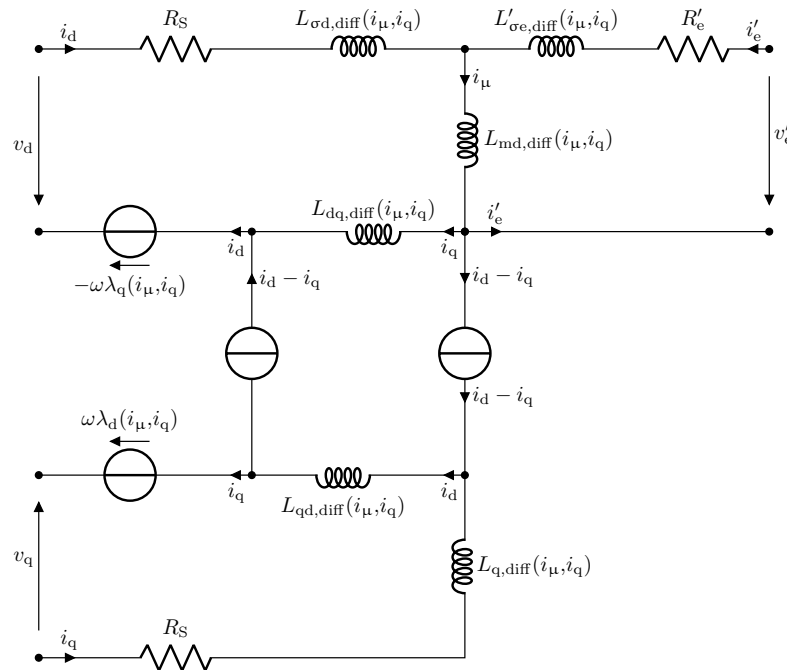 i_d R_S L_σd,diff(i_μ,i_q) L'_σe,diff(i_μ,i_q) R'_e i'_e
i_μ
v_d L_md,diff(i_μ,i_q) v'_e
L_dq,diff(i_μ,i_q) i'_e
i_d i_q
-ωλ_q(i_μ,i_q) i_d − i_q i_d − i_q
i_d − i_q
ωλ_d(i_μ,i_q)
i_q L_qd,diff(i_μ,i_q) i_d
v_q L_q,diff(i_μ,i_q)
i_q R_S